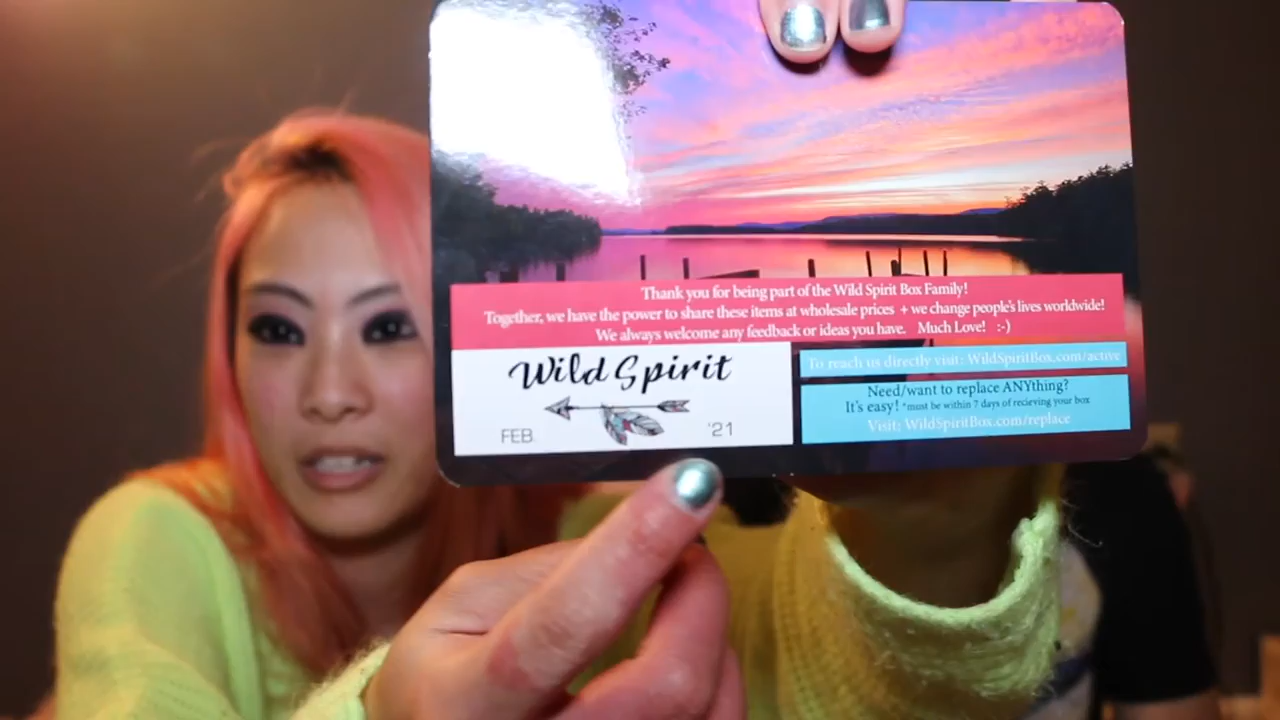 Thank you for being part of the Wild Spirit Box Family!
Together, we have the power to share these items at wholesale prices + we change people's lives worldwide!
We always welcome any feedback or ideas you have. Much Love! :-)
Wild Spirit
FEB '21
To reach us directly visit: WildSpiritBox.com/active
Need/want to replace ANYthing?
It's easy! *must be within 7 days of recieving your box
Visit: WildSpiritBox.com/replace